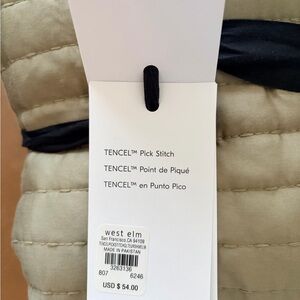 TENCEL™ Pick Stitch
TENCEL™ Point de Piqué
TENCEL™ en Punto Pico
west elm
San Francisco, CA 94109
MADE IN PAKISTAN
3263136
807 6246
USD $ 54.00